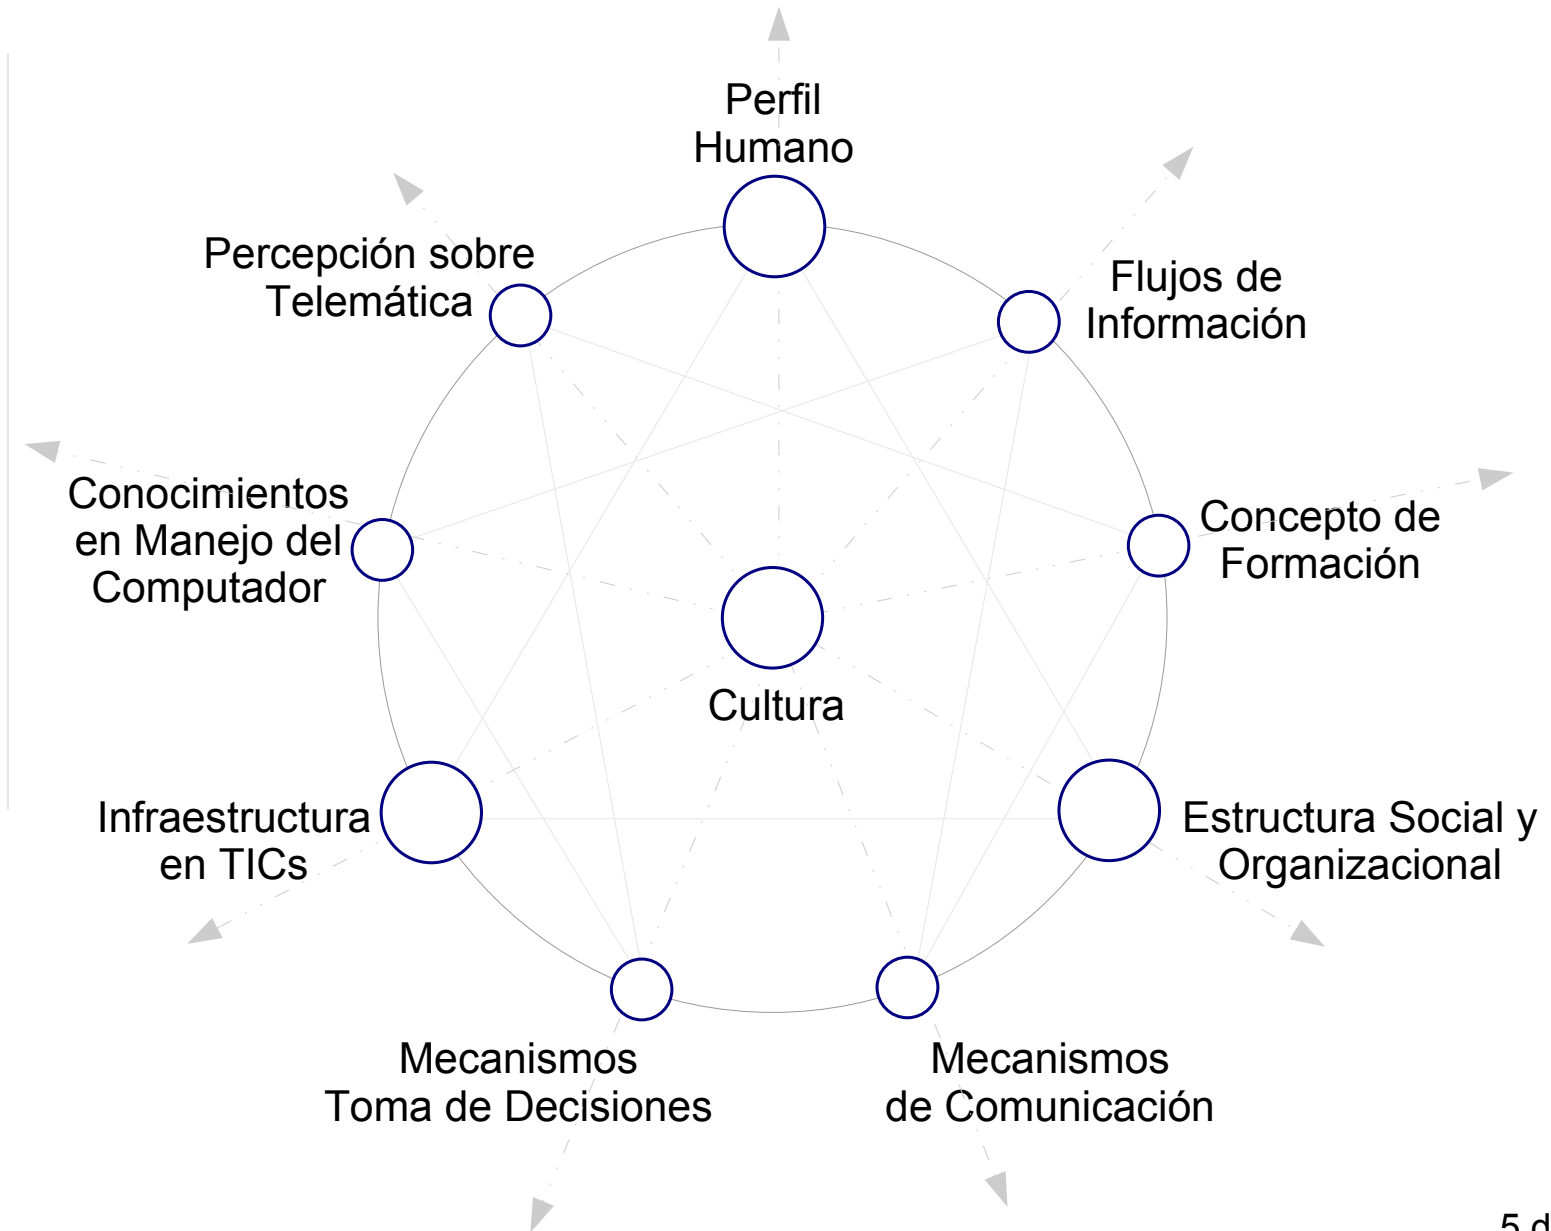 Perfil
Humano
Percepción sobre
Telemática
Flujos de
Información
Conocimientos
en Manejo del
Computador
Concepto de
Formación
Cultura
Infraestructura
en TICs
Estructura Social y
Organizacional
Mecanismos
Toma de Decisiones
Mecanismos
de Comunicación
5 d